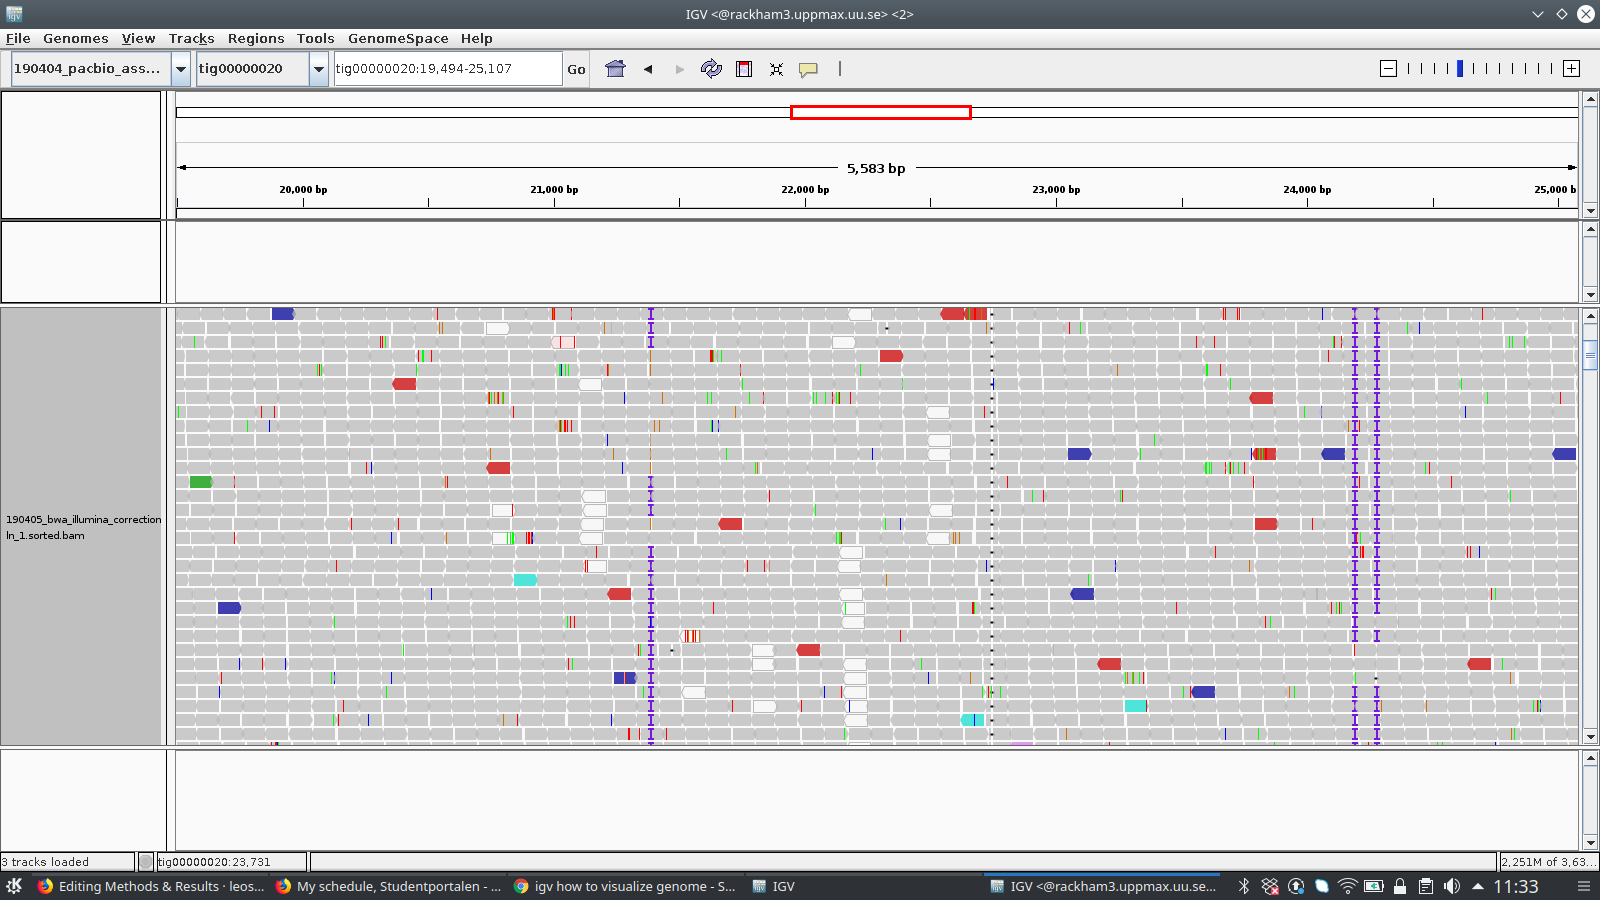 IGV <@rackham3.uppmax.uu.se> <2>
igv
File Genomes View Tracks Regions Tools GenomeSpace Help
190404_pacbio_ass... tig00000020 tig00000020:19,494-25,107 Go
5,583 bp
20,000 bp 21,000 bp 22,000 bp 23,000 bp 24,000 bp 25,000 b
190405_bwa_illumina_correction
ln_1.sorted.bam
3 tracks loaded tig00000020:23,731 2,251M of 3,63...
Editing Methods & Results · leos... My schedule, Studentportalen - ... igv how to visualize genome - S... IGV IGV <@rackham3.uppmax.uu.se... 11:33